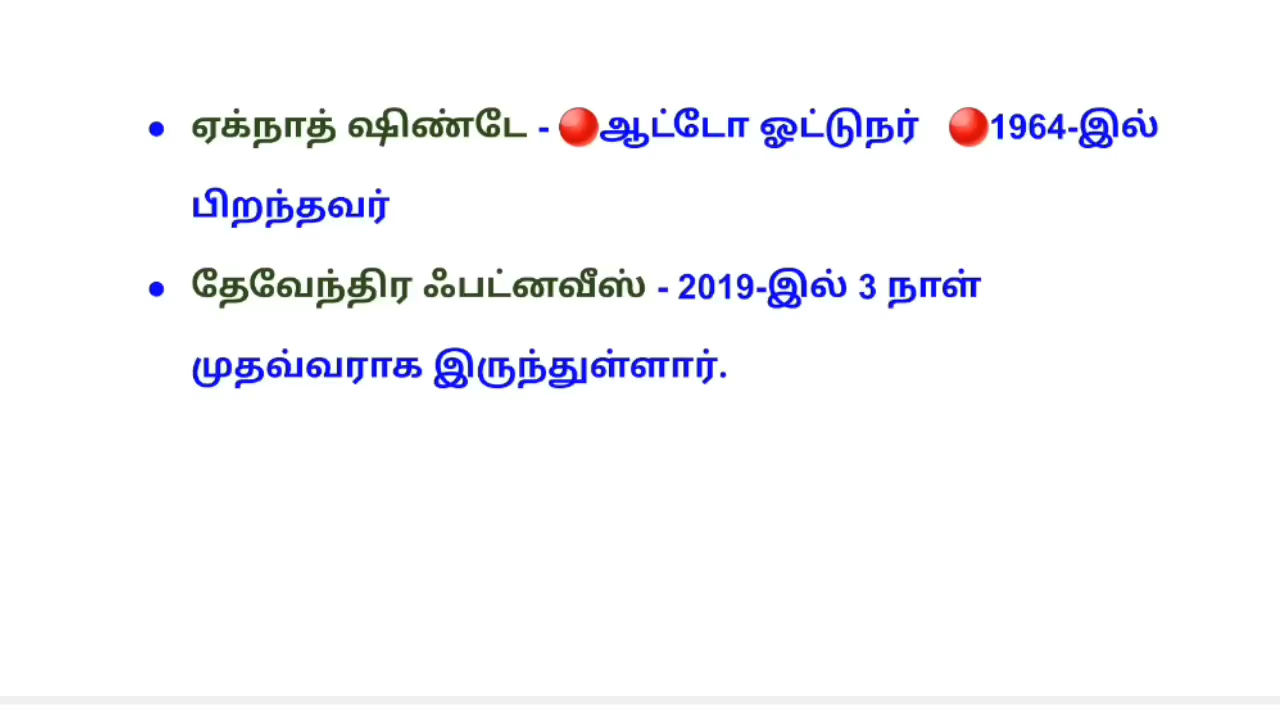 • ஏக்நாத் ஷிண்டே - 🔴ஆட்டோ ஓட்டுநர் 🔴1964-இல்
பிறந்தவர்
• தேவேந்திர ஃபட்னவீஸ் - 2019-இல் 3 நாள்
முதவ்வராக இருந்துள்ளார்.